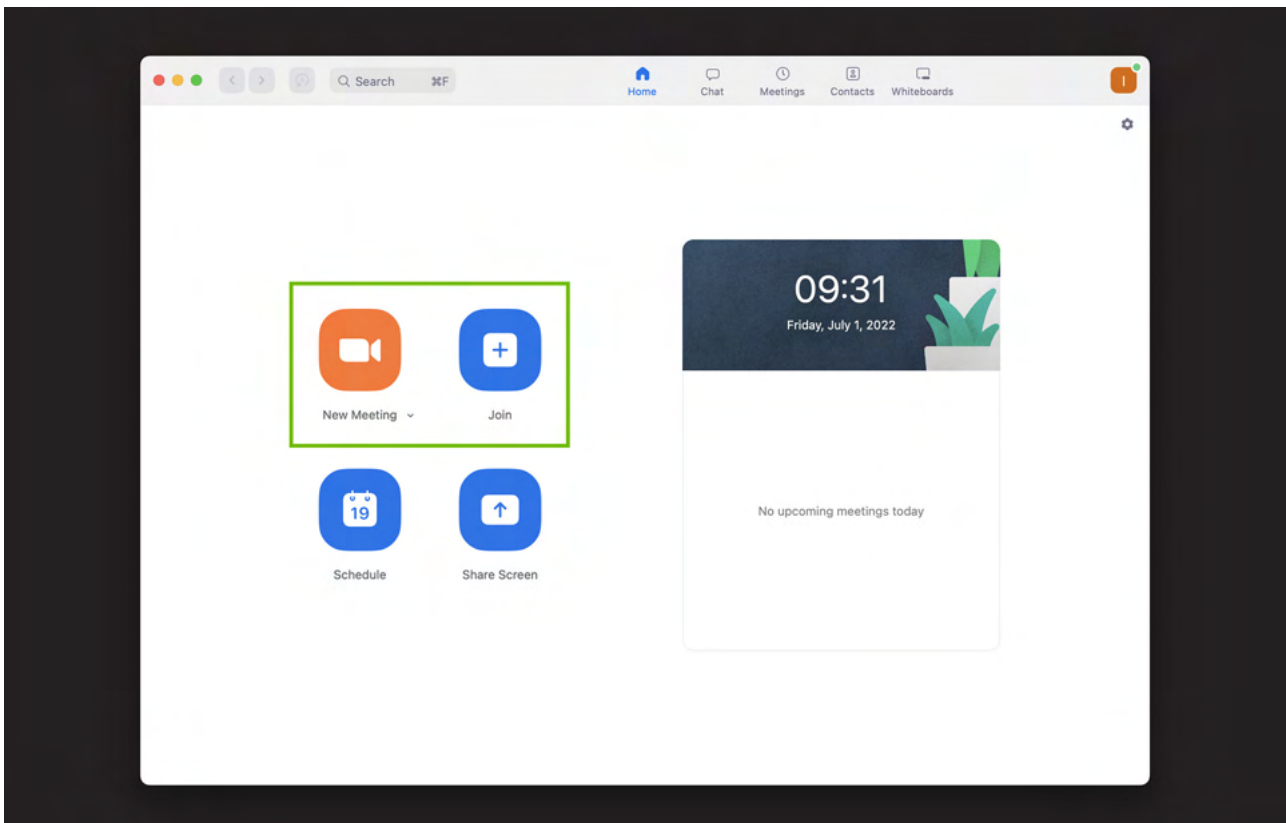 Search ⌘F
Home
Chat
Meetings
Contacts
Whiteboards
I
09:31
Friday, July 1, 2022
New Meeting
Join
19
Schedule
Share Screen
No upcoming meetings today